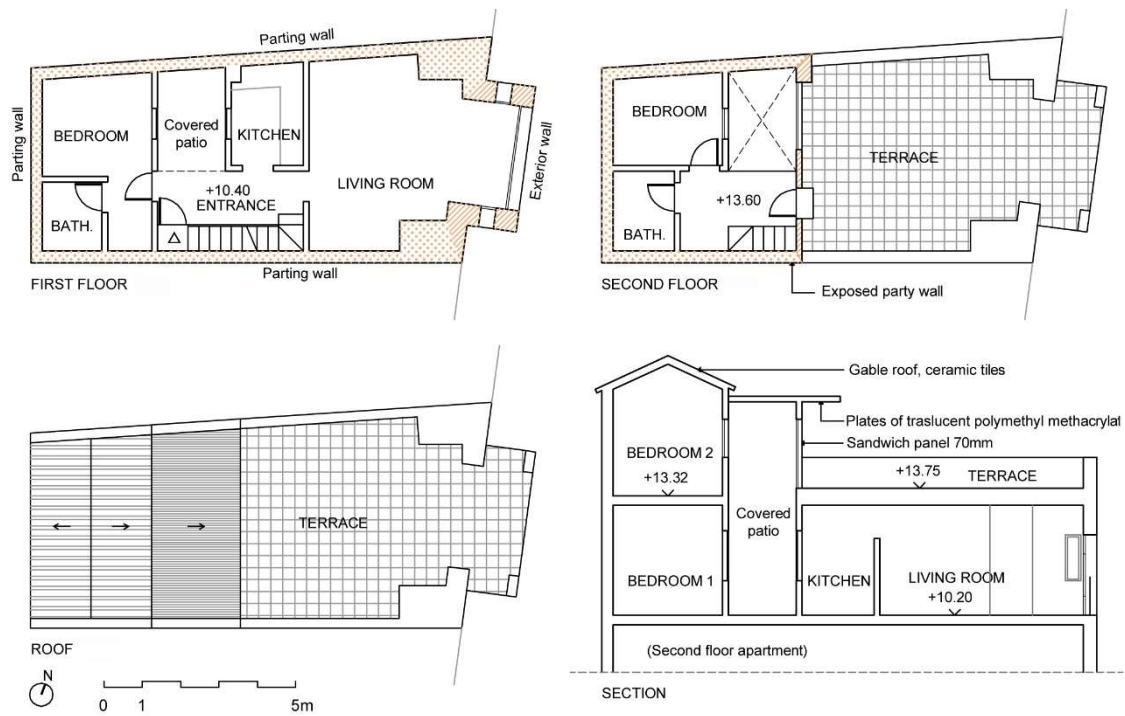 Parting wall
Parting wall
BEDROOM
Covered
patio
KITCHEN
LIVING ROOM
Exterior wall
+10.40
ENTRANCE
BATH.
Parting wall
FIRST FLOOR
BEDROOM
TERRACE
+13.60
BATH.
SECOND FLOOR
Exposed party wall
TERRACE
ROOF
N
0 1 5m
Gable roof, ceramic tiles
Plates of traslucent polymethyl methacrylal
Sandwich panel 70mm
BEDROOM 2
+13.32
+13.75
TERRACE
Covered
patio
BEDROOM 1
KITCHEN
LIVING ROOM
+10.20
(Second floor apartment)
SECTION